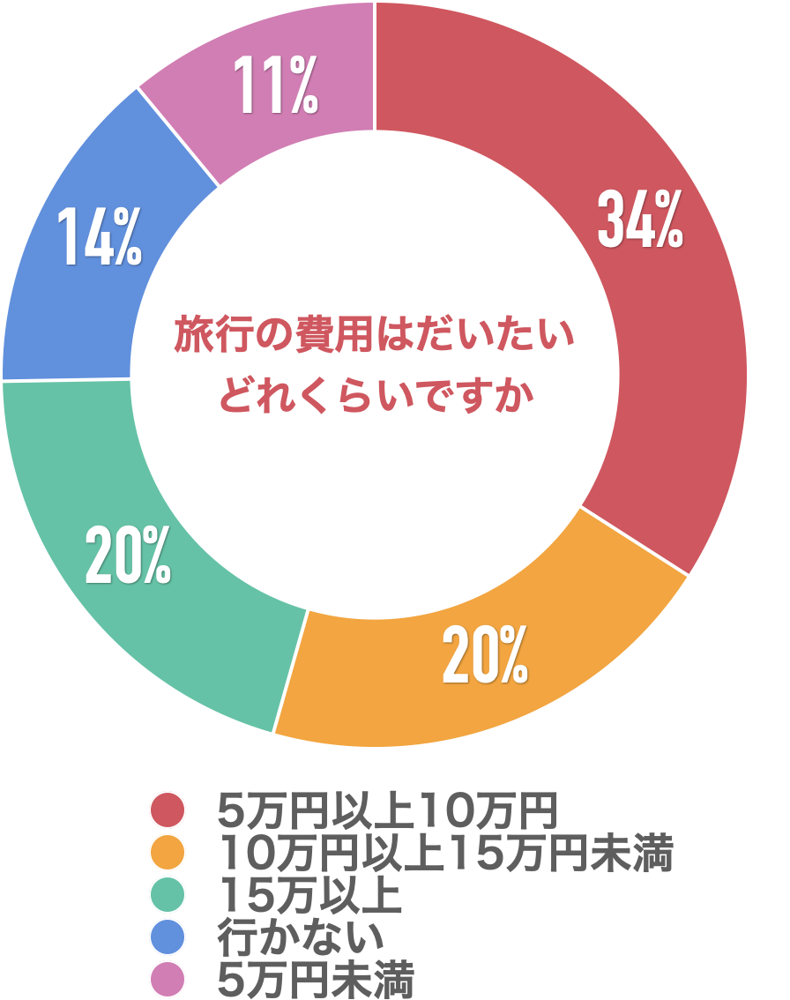 11%
34%
14%
旅行の費用はだいたい
どれくらいですか
20%
20%
5万円以上10万円
10万円以上15万円未満
15万以上
行かない
5万円未満